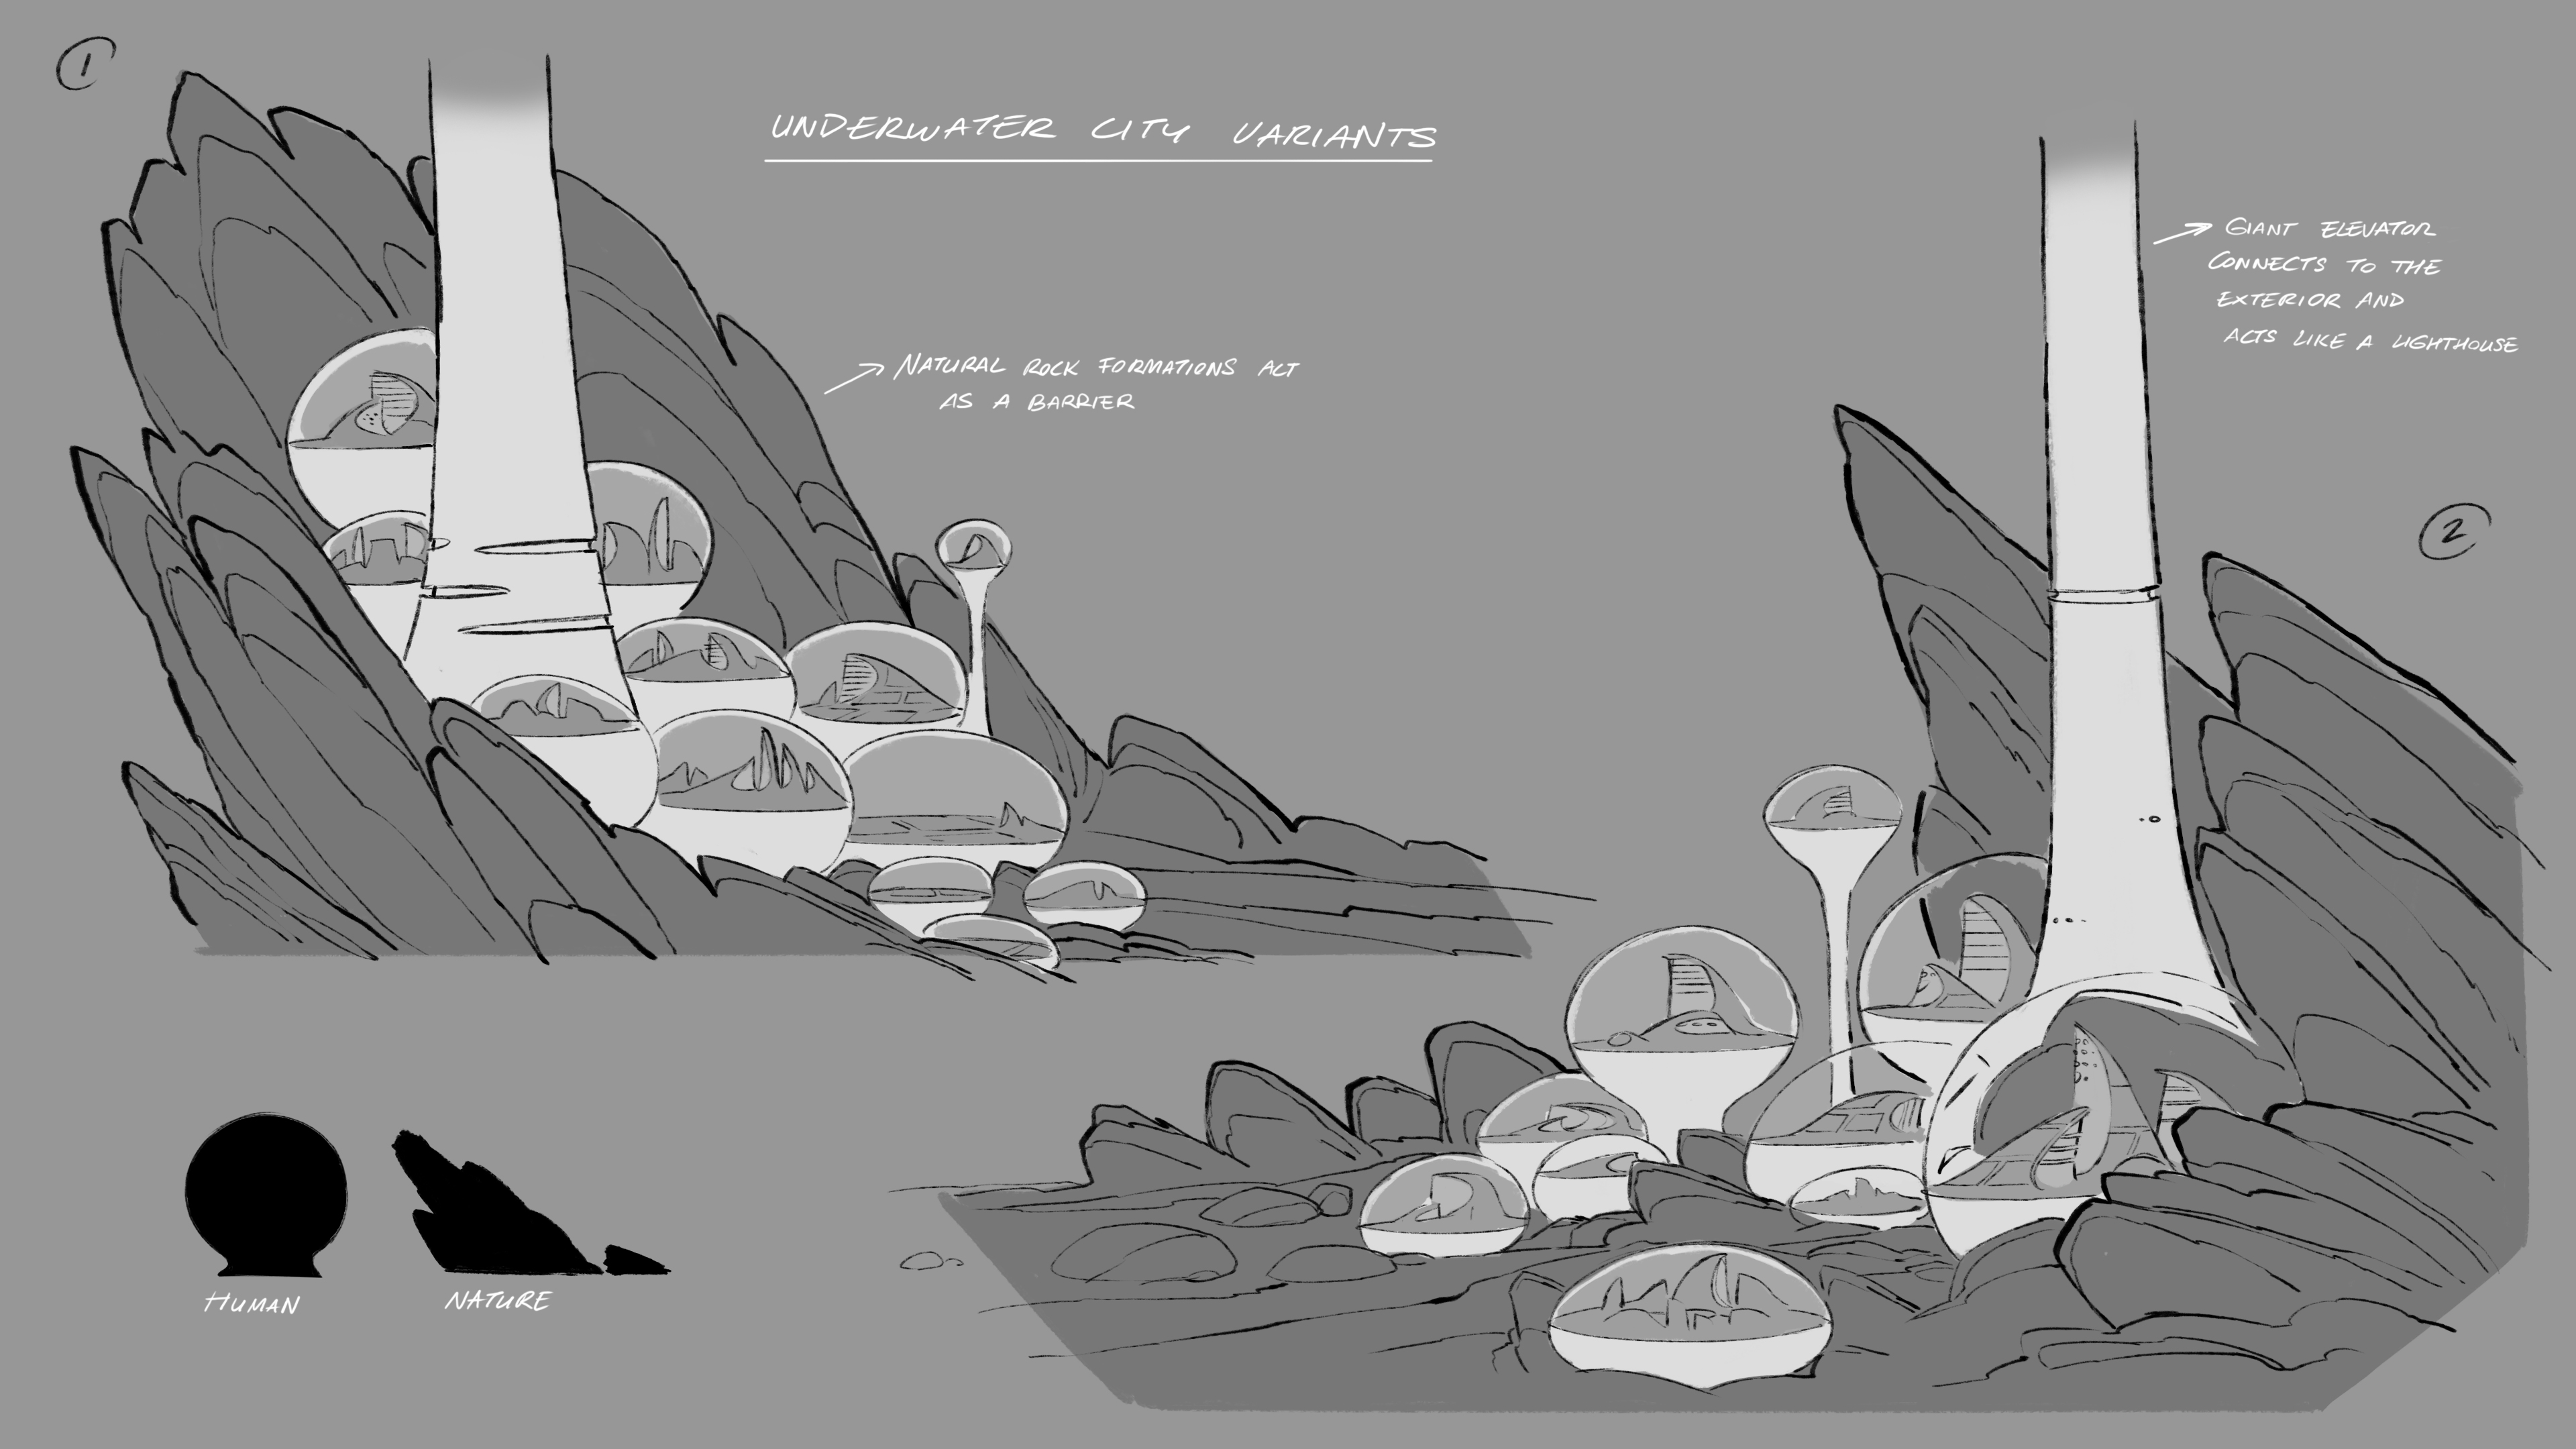 1
UNDERWATER CITY VARIANTS
GIANT ELEVATOR
CONNECTS TO THE
EXTERIOR AND
ACTS LIKE A LIGHTHOUSE
NATURAL ROCK FORMATIONS ACT
AS A BARRIER
2
HUMAN
NATURE